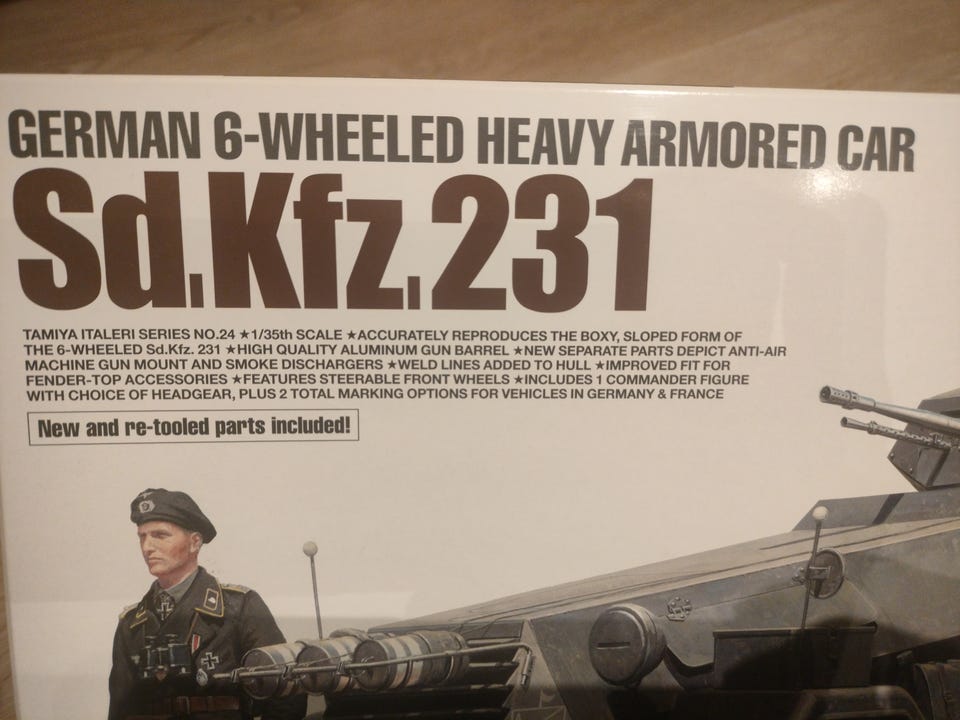 GERMAN 6-WHEELED HEAVY ARMORED CAR
Sd.Kfz.231
TAMIYA ITALERI SERIES NO.24 ★1/35th SCALE ★ACCURATELY REPRODUCES THE BOXY, SLOPED FORM OF
THE 6-WHEELED Sd.Kfz. 231 ★HIGH QUALITY ALUMINUM GUN BARREL ★NEW SEPARATE PARTS DEPICT ANTI-AIR
MACHINE GUN MOUNT AND SMOKE DISCHARGERS ★WELD LINES ADDED TO HULL ★IMPROVED FIT FOR
FENDER-TOP ACCESSORIES ★FEATURES STEERABLE FRONT WHEELS ★INCLUDES 1 COMMANDER FIGURE
WITH CHOICE OF HEADGEAR, PLUS 2 TOTAL MARKING OPTIONS FOR VEHICLES IN GERMANY & FRANCE
New and re-tooled parts included!